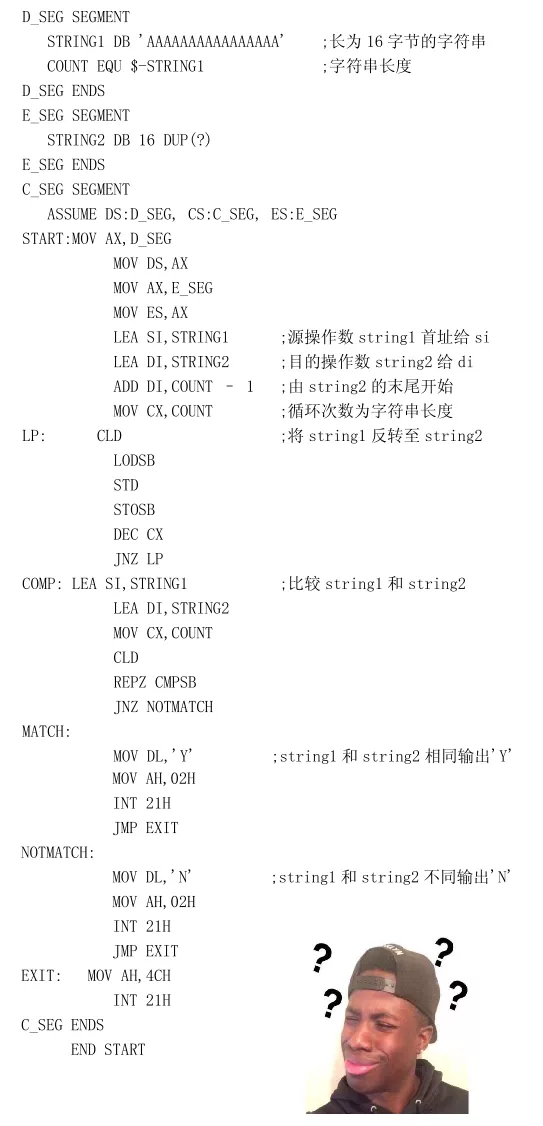 D_SEG SEGMENT
STRING1 DB 'AAAAAAAAAAAAAAAA' ;长为 16 字节的字符串
COUNT EQU $-STRING1 ;字符串长度
D_SEG ENDS
E_SEG SEGMENT
STRING2 DB 16 DUP(?)
E_SEG ENDS
C_SEG SEGMENT
ASSUME DS:D_SEG, CS:C_SEG, ES:E_SEG
START:MOV AX,D_SEG
MOV DS,AX
MOV AX,E_SEG
MOV ES,AX
LEA SI,STRING1 ;源操作数 string1 首址给 si
LEA DI,STRING2 ;目的操作数 string2 给 di
ADD DI,COUNT – 1 ;由 string2 的末尾开始
MOV CX,COUNT ;循环次数为字符串长度
LP: CLD ;将 string1 反转至 string2
LODSB
STD
STOSB
DEC CX
JNZ LP
COMP: LEA SI,STRING1 ;比较 string1 和 string2
LEA DI,STRING2
MOV CX,COUNT
CLD
REPZ CMPSB
JNZ NOTMATCH
MATCH:
MOV DL,'Y' ;string1 和 string2 相同输出'Y'
MOV AH,02H
INT 21H
JMP EXIT
NOTMATCH:
MOV DL,'N' ;string1 和 string2 不同输出'N'
MOV AH,02H
INT 21H
JMP EXIT
EXIT: MOV AH,4CH
INT 21H
C_SEG ENDS
END START
? ?
? ?